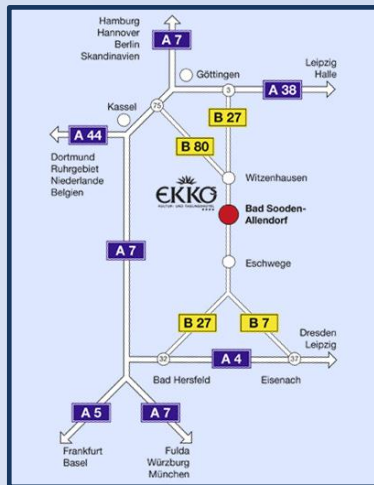 Hamburg
Hannover
Berlin
Skandinavien
A 7
Göttingen
Leipzig
Halle
3
A 38
Kassel
75
B 27
A 44
B 80
Dortmund
Ruhrgebiet
Niederlande
Belgien
Witzenhausen
EKKO
Bad Sooden-
Allendorf
A 7
Eschwege
B 27
B 7
Dresden
Leipzig
32
A 4
37
Bad Hersfeld
Eisenach
A 5
A 7
Frankfurt
Basel
Fulda
Würzburg
München